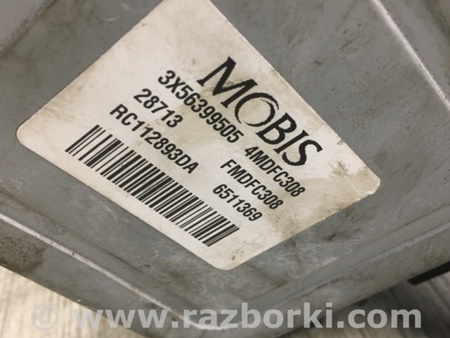 MOBIS
3X56399505 4MDFC308
28713 FMDFC308
RC112893DA 6511369
© www.razborki.com